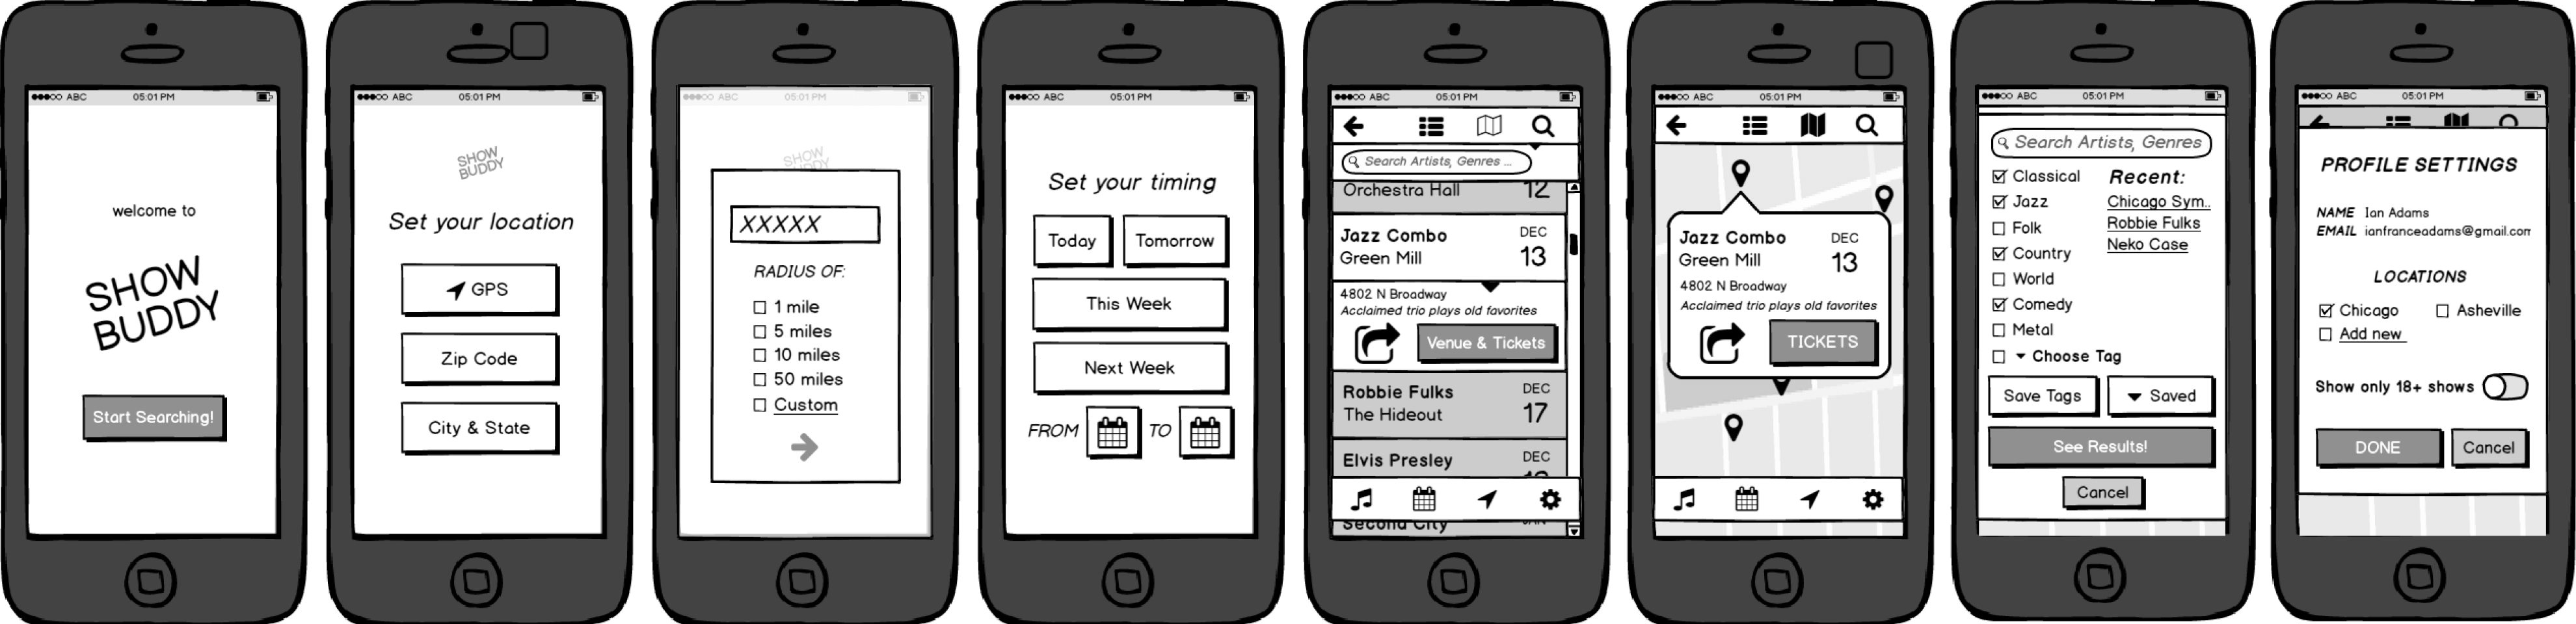 ABC 05:01 PM
welcome to
SHOW
BUDDY
Start Searching!
ABC 05:01 PM
SHOW
BUDDY
Set your location
GPS
Zip Code
City & State
ABC 05:01 PM
SHOW
BUDDY
XXXXX
RADIUS OF:
1 mile
5 miles
10 miles
50 miles
Custom
ABC 05:01 PM
Set your timing
Today Tomorrow
This Week
Next Week
FROM TO
ABC 05:01 PM
Search Artists, Genres ...
Orchestra Hall 12
Jazz Combo DEC
Green Mill 13
4802 N Broadway
Acclaimed trio plays old favorites
Venue & Tickets
Robbie Fulks DEC
The Hideout 17
Elvis Presley DEC
Second City JAN
ABC 05:01 PM
Jazz Combo DEC
Green Mill 13
4802 N Broadway
Acclaimed trio plays old favorites
TICKETS
ABC 05:01 PM
Search Artists, Genres
Classical Recent:
Jazz Chicago Sym..
Folk Robbie Fulks
Country Neko Case
World
Comedy
Metal
Choose Tag
Save Tags Saved
See Results!
Cancel
ABC 05:01 PM
PROFILE SETTINGS
NAME Ian Adams
EMAIL ianfranceadams@gmail.com
LOCATIONS
Chicago Asheville
Add new
Show only 18+ shows
DONE Cancel